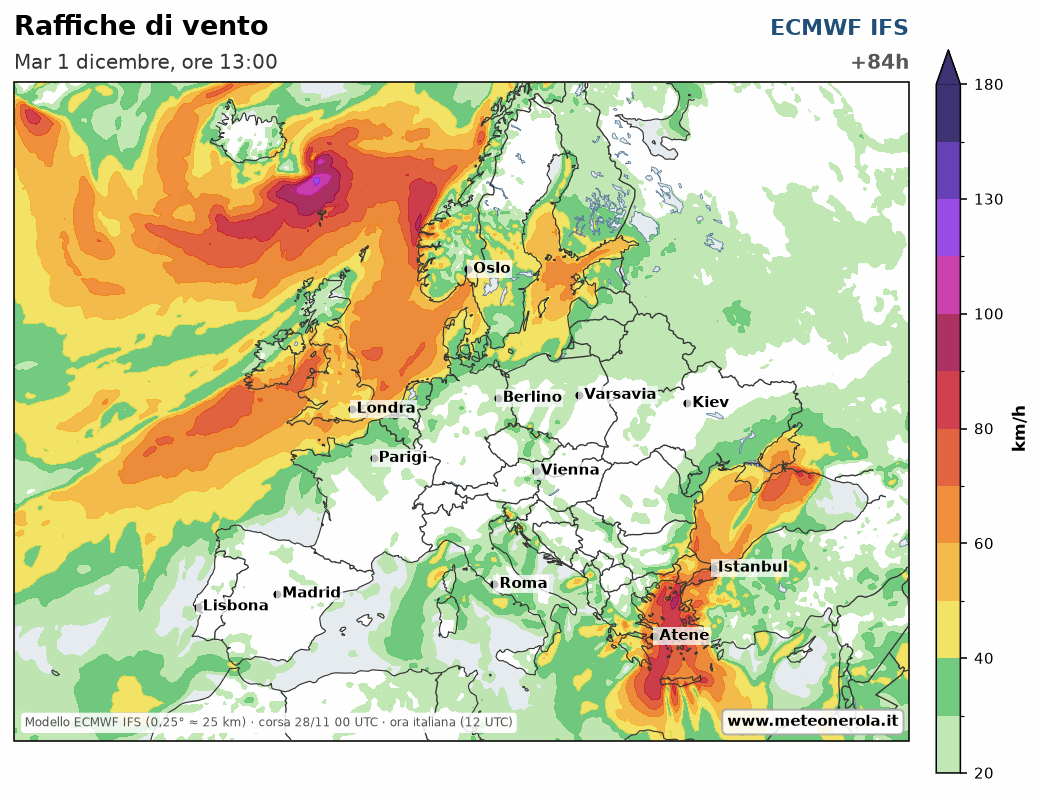 Raffiche di vento
ECMWF IFS
Mar 1 dicembre, ore 13:00
+84h
180
130
100
80
60
40
20
km/h
Oslo
Londra
Berlino
Varsavia
Kiev
Parigi
Vienna
Istanbul
Roma
Madrid
Lisbona
Atene
Modello ECMWF IFS (0,25° ≈ 25 km) · corsa 28/11 00 UTC · ora italiana (12 UTC)
www.meteonerola.it